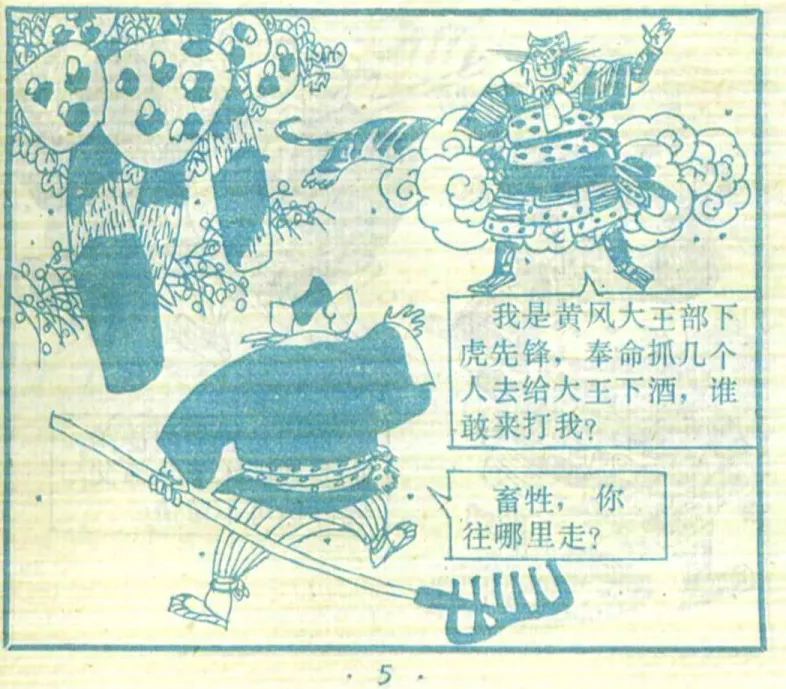 我是黄风大王部下
虎先锋，奉命抓几个
人去给大王下酒，谁
敢来打我？
畜牲，你
往哪里走？
· 5 ·